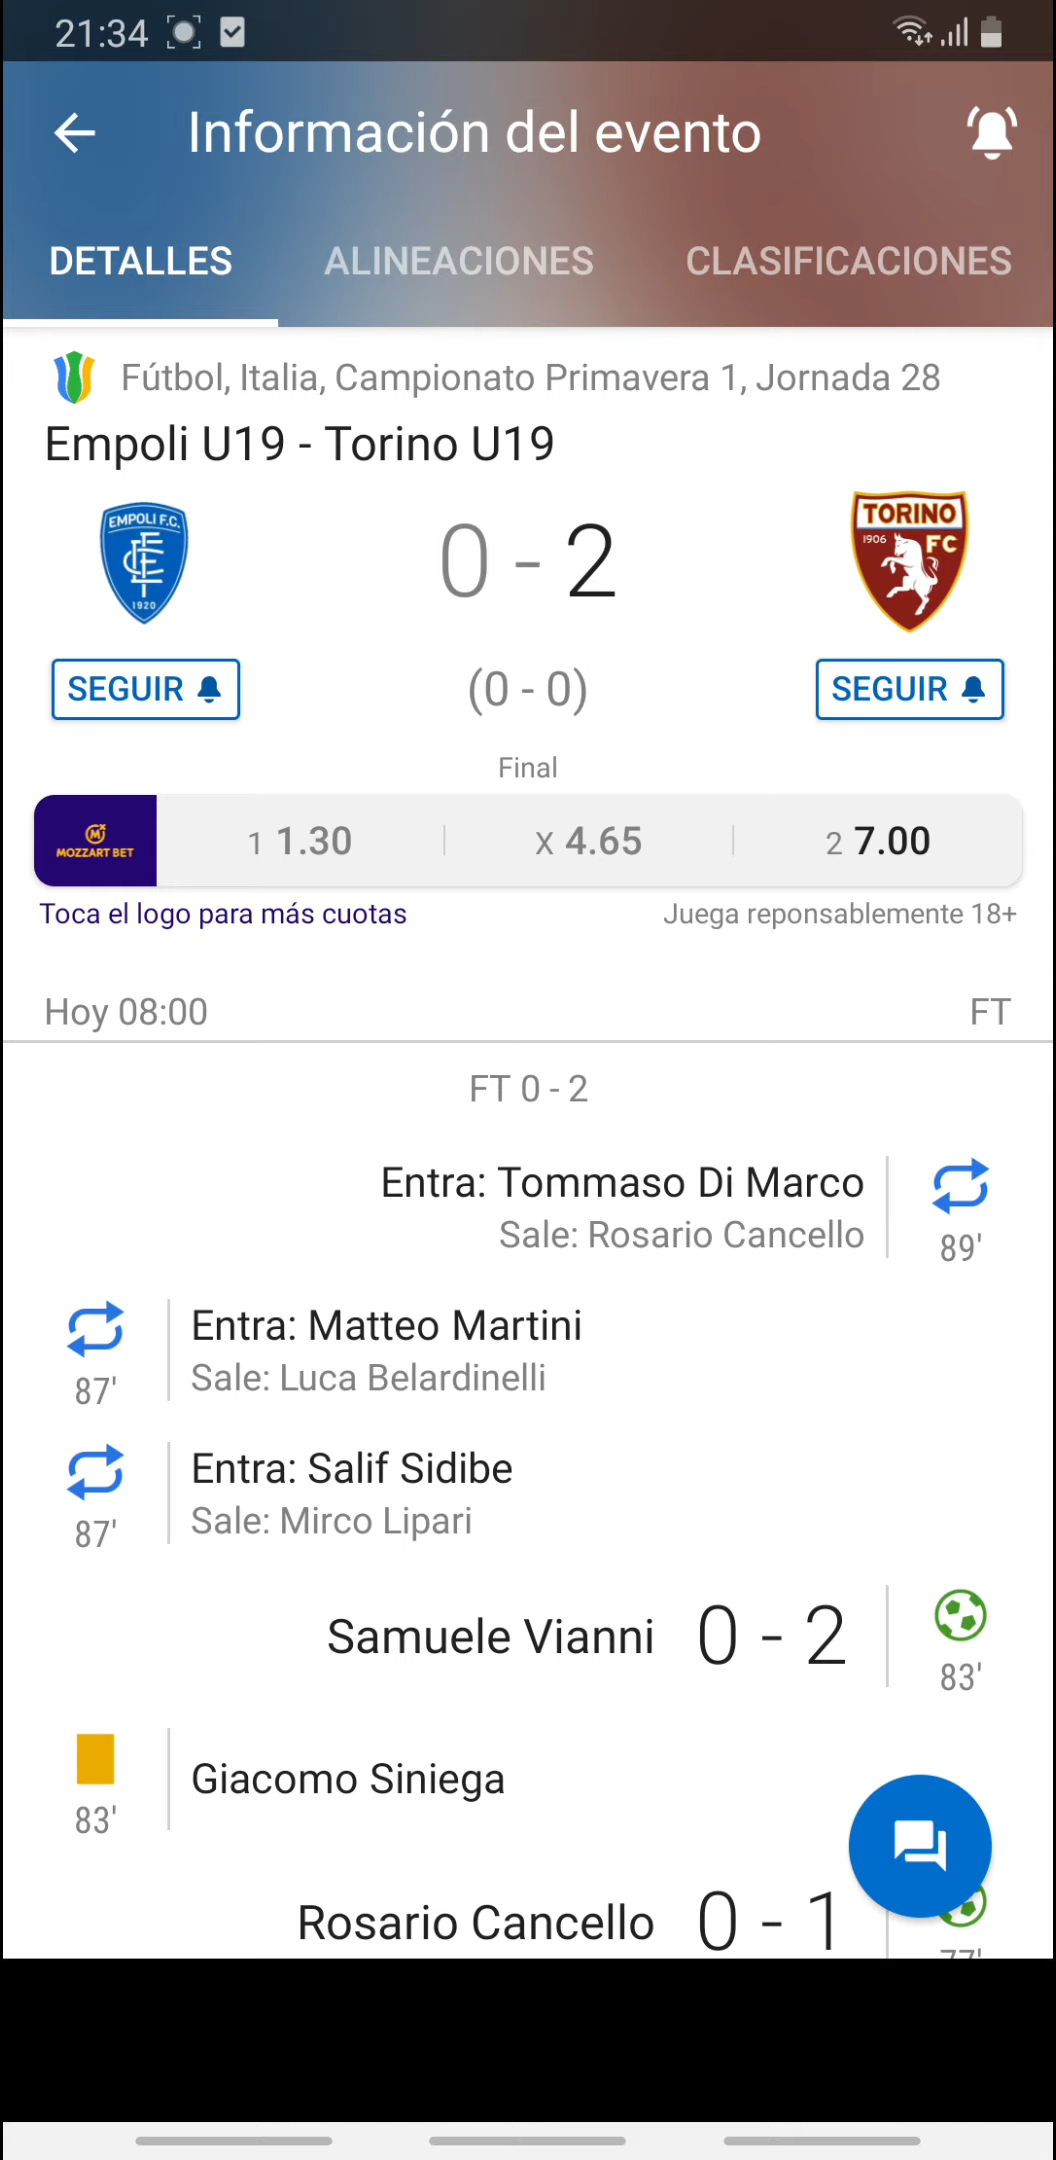 21:34
Información del evento
DETALLES ALINEACIONES CLASIFICACIONES
Fútbol, Italia, Campionato Primavera 1, Jornada 28
Empoli U19 - Torino U19
EMPOLI F.C.
1920
0 - 2
TORINO
1906 FC
SEGUIR (0 - 0) SEGUIR
Final
MOZZART BET 1 1.30 X 4.65 2 7.00
Toca el logo para más cuotas Juega reponsablemente 18+
Hoy 08:00 FT
FT 0 - 2
Entra: Tommaso Di Marco
Sale: Rosario Cancello
89'
Entra: Matteo Martini
Sale: Luca Belardinelli
87'
Entra: Salif Sidibe
Sale: Mirco Lipari
87'
Samuele Vianni 0 - 2
83'
Giacomo Siniega
83'
Rosario Cancello 0 - 1
77'